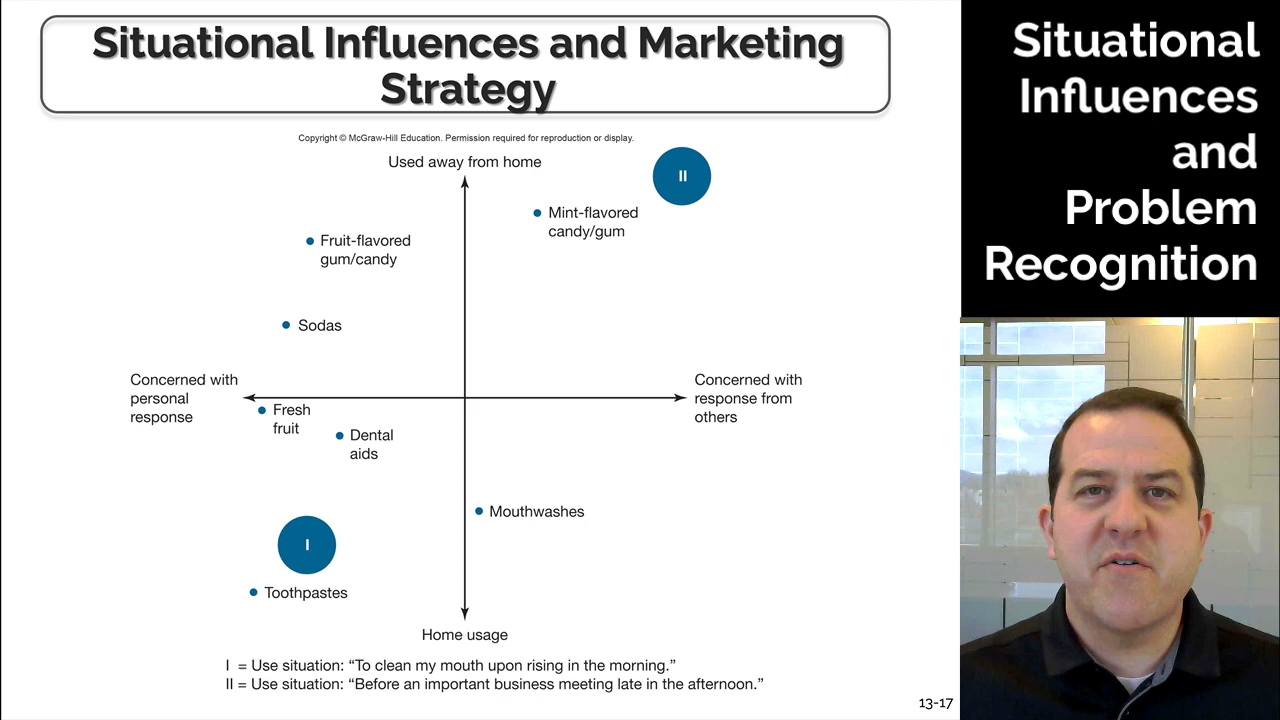 Situational Influences and Marketing
Strategy
Copyright © McGraw-Hill Education. Permission required for reproduction or display.
Used away from home
II
Mint-flavored
candy/gum
Fruit-flavored
gum/candy
Sodas
Concerned with
personal
response
Concerned with
response from
others
Fresh
fruit
Dental
aids
Mouthwashes
I
Toothpastes
Home usage
I = Use situation: “To clean my mouth upon rising in the morning.”
II = Use situation: “Before an important business meeting late in the afternoon.”
13-17
Situational
Influences
and
Problem
Recognition